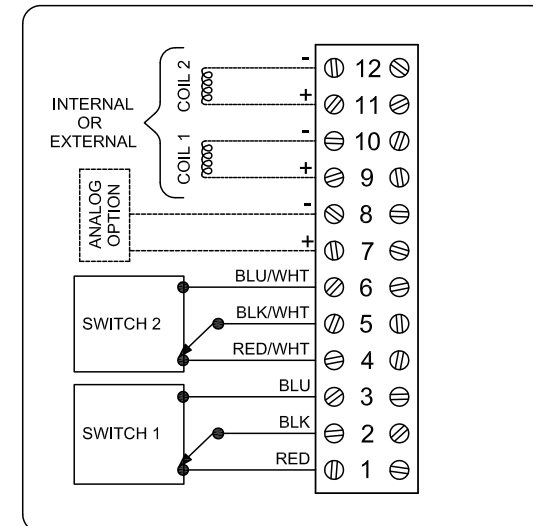 COIL 2
- 12
+ 11
INTERNAL
OR
EXTERNAL
COIL 1
- 10
+ 9
ANALOG
OPTION
- 8
+ 7
SWITCH 2
BLU/WHT 6
BLK/WHT 5
RED/WHT 4
SWITCH 1
BLU 3
BLK 2
RED 1